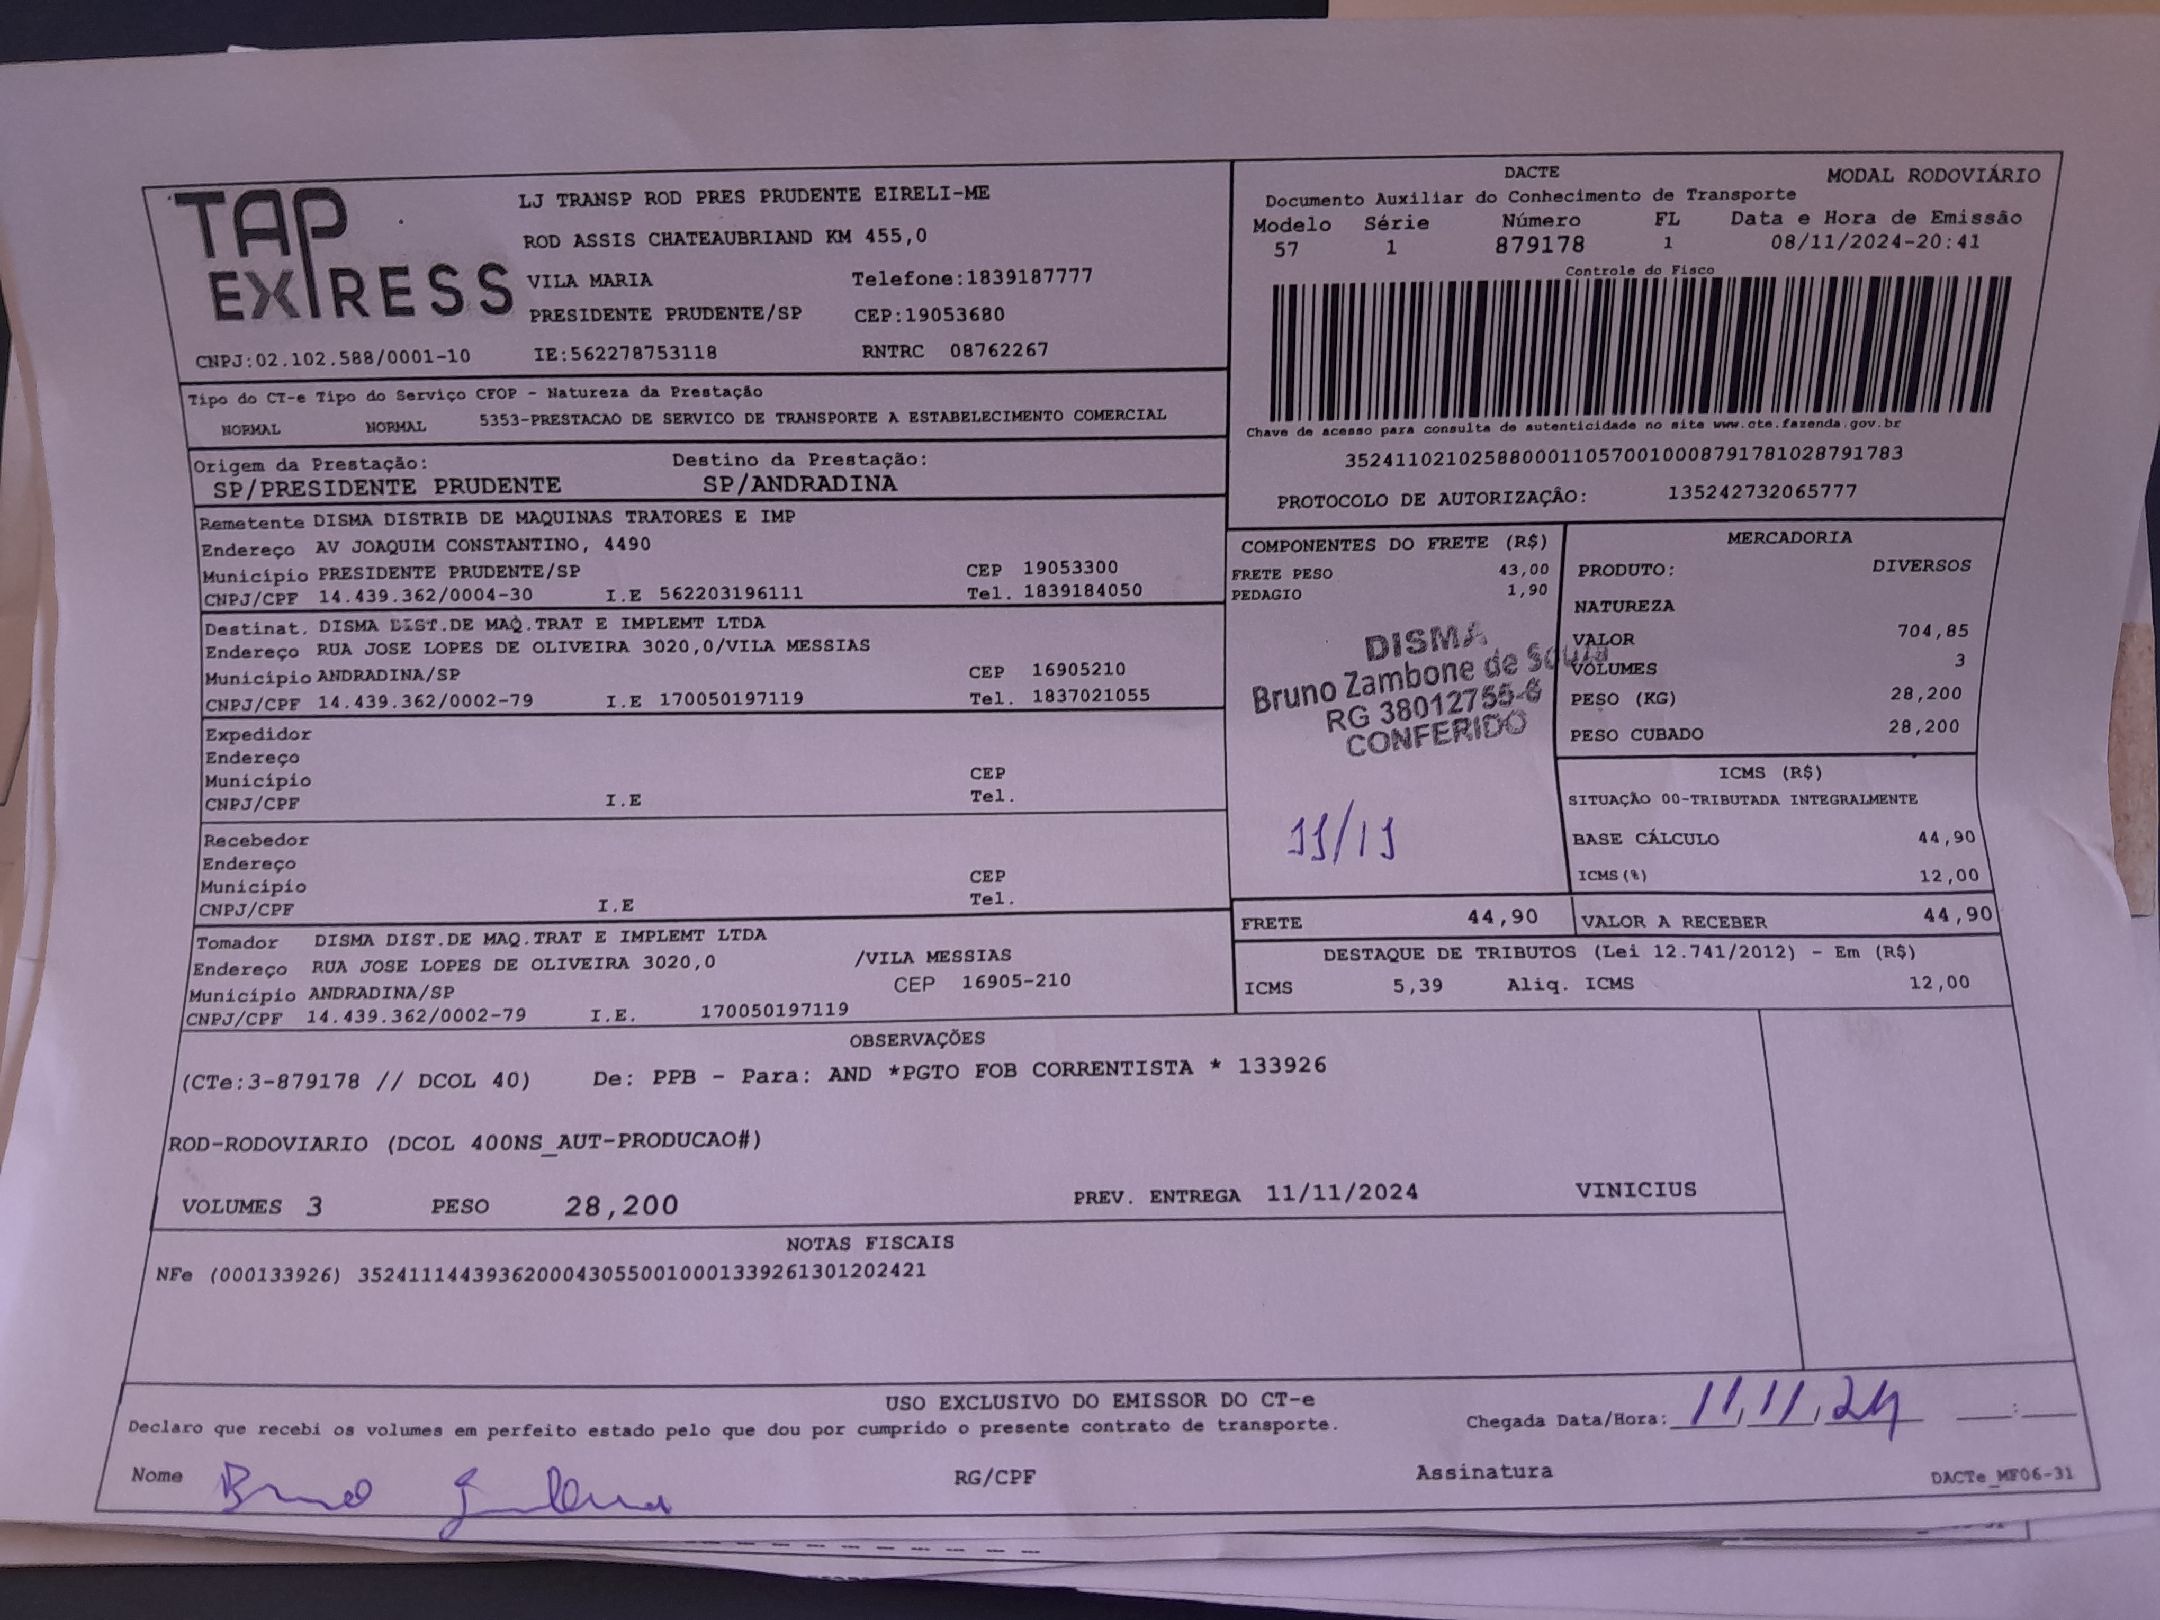 TAP EXPRESS
LJ TRANSP ROD PRES PRUDENTE EIRELI-ME
ROD ASSIS CHATEAUBRIAND KM 455,0
VILA MARIA Telefone:1839187777
PRESIDENTE PRUDENTE/SP CEP:19053680
CNPJ:02.102.588/0001-10 IE:562278753118 RNTRC 08762267
DACTE MODAL RODOVIÁRIO
Documento Auxiliar do Conhecimento de Transporte
Modelo Série Número FL Data e Hora de Emissão
57 1 879178 1 08/11/2024-20:41
Controle do Fisco
Chave de acesso para consulta de autenticidade no site www.cte.fazenda.gov.br
35241102102588000110570010008791781028791783
PROTOCOLO DE AUTORIZAÇÃO: 135242732065777
Tipo do CT-e Tipo do Serviço CFOP - Natureza da Prestação
NORMAL NORMAL 5353-PRESTACAO DE SERVICO DE TRANSPORTE A ESTABELECIMENTO COMERCIAL
Origem da Prestação: Destino da Prestação:
SP/PRESIDENTE PRUDENTE SP/ANDRADINA
Remetente DISMA DISTRIB DE MAQUINAS TRATORES E IMP
Endereço AV JOAQUIM CONSTANTINO, 4490
Município PRESIDENTE PRUDENTE/SP CEP 19053300
CNPJ/CPF 14.439.362/0004-30 I.E 562203196111 Tel. 1839184050
Destinat. DISMA DIST.DE MAQ.TRAT E IMPLEMT LTDA
Endereço RUA JOSE LOPES DE OLIVEIRA 3020,0/VILA MESSIAS
Município ANDRADINA/SP CEP 16905210
CNPJ/CPF 14.439.362/0002-79 I.E 170050197119 Tel. 1837021055
Expedidor
Endereço
Município CEP
CNPJ/CPF I.E Tel.
Recebedor
Endereço
Município CEP
CNPJ/CPF I.E Tel.
Tomador DISMA DIST.DE MAQ.TRAT E IMPLEMT LTDA
Endereço RUA JOSE LOPES DE OLIVEIRA 3020,0 /VILA MESSIAS
Município ANDRADINA/SP CEP 16905-210
CNPJ/CPF 14.439.362/0002-79 I.E. 170050197119
COMPONENTES DO FRETE (R$)
FRETE PESO 43,00
PEDAGIO 1,90
DISMA
Bruno Zambone de Souza
RG 38012755-6
CONFERIDO
11/11
MERCADORIA
PRODUTO: DIVERSOS
NATUREZA
VALOR 704,85
VOLUMES 3
PESO (KG) 28,200
PESO CUBADO 28,200
ICMS (R$)
SITUAÇÃO 00-TRIBUTADA INTEGRALMENTE
BASE CÁLCULO 44,90
ICMS(%) 12,00
FRETE 44,90 VALOR A RECEBER 44,90
DESTAQUE DE TRIBUTOS (Lei 12.741/2012) - Em (R$)
ICMS 5,39 Aliq. ICMS 12,00
OBSERVAÇÕES
(CTe:3-879178 // DCOL 40) De: PPB - Para: AND *PGTO FOB CORRENTISTA * 133926
ROD-RODOVIARIO (DCOL 400NS_AUT-PRODUCAO#)
VOLUMES 3 PESO 28,200 PREV. ENTREGA 11/11/2024 VINICIUS
NOTAS FISCAIS
NFe (000133926) 35241114439362000430550010001339261301202421
USO EXCLUSIVO DO EMISSOR DO CT-e
Declaro que recebi os volumes em perfeito estado pelo que dou por cumprido o presente contrato de transporte. Chegada Data/Hora: 11/11/24 :
Nome Bruno RG/CPF Assinatura DACTe_MF06-31